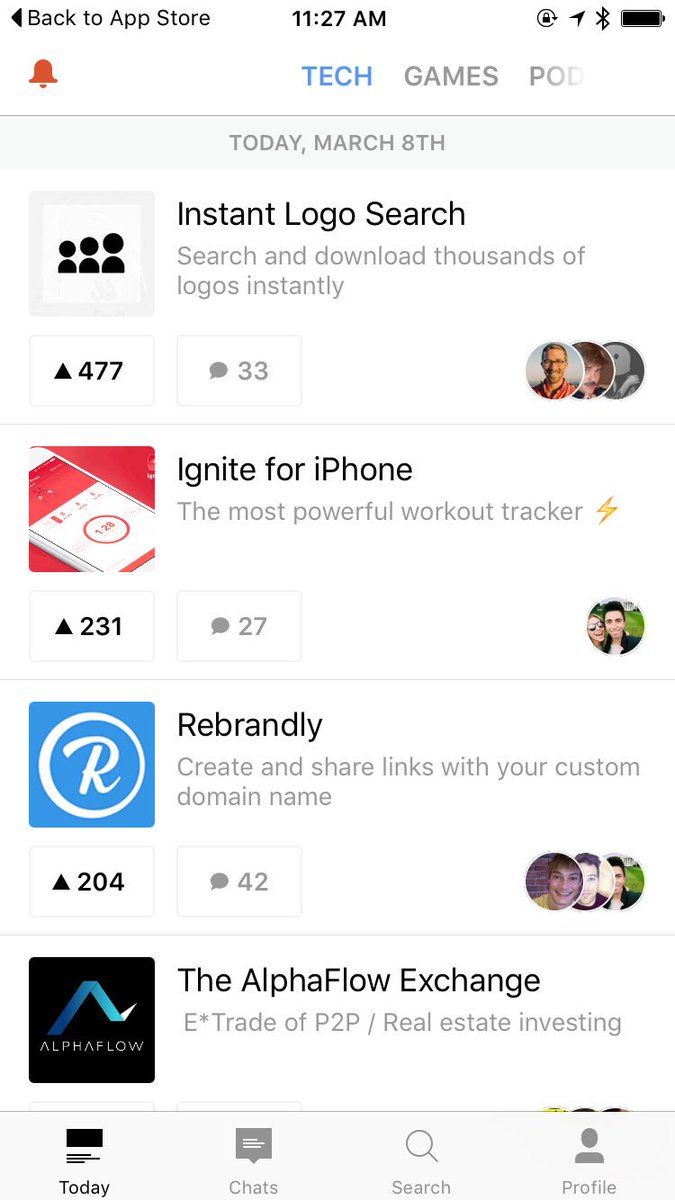 Back to App Store 11:27 AM
TECH GAMES POD
TODAY, MARCH 8TH
Instant Logo Search
Search and download thousands of
logos instantly
477 33
Ignite for iPhone
The most powerful workout tracker ⚡
1:28
231 27
R
Rebrandly
Create and share links with your custom
domain name
204 42
The AlphaFlow Exchange
E*Trade of P2P / Real estate investing
ALPHAFLOW
Today Chats Search Profile